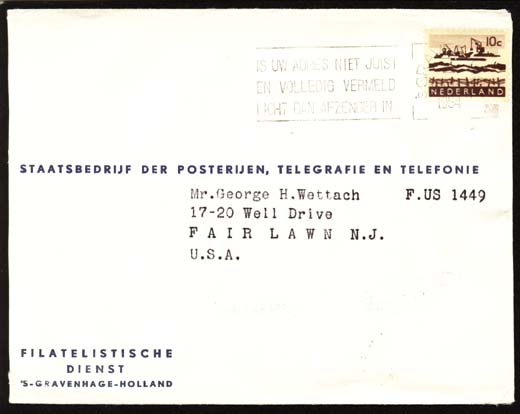 10c
NEDERLAND
IS UW ADRES NIET JUIST
EN VOLLEDIG VERMELD
LICHT DAN AFZENDER IN
1964
STAATSBEDRIJF DER POSTERIJEN, TELEGRAFIE EN TELEFONIE
Mr.George H.Wettach F.US 1449
17-20 Well Drive
FAIR LAWN N.J.
U.S.A.
FILATELISTISCHE
DIENST
'S-GRAVENHAGE-HOLLAND